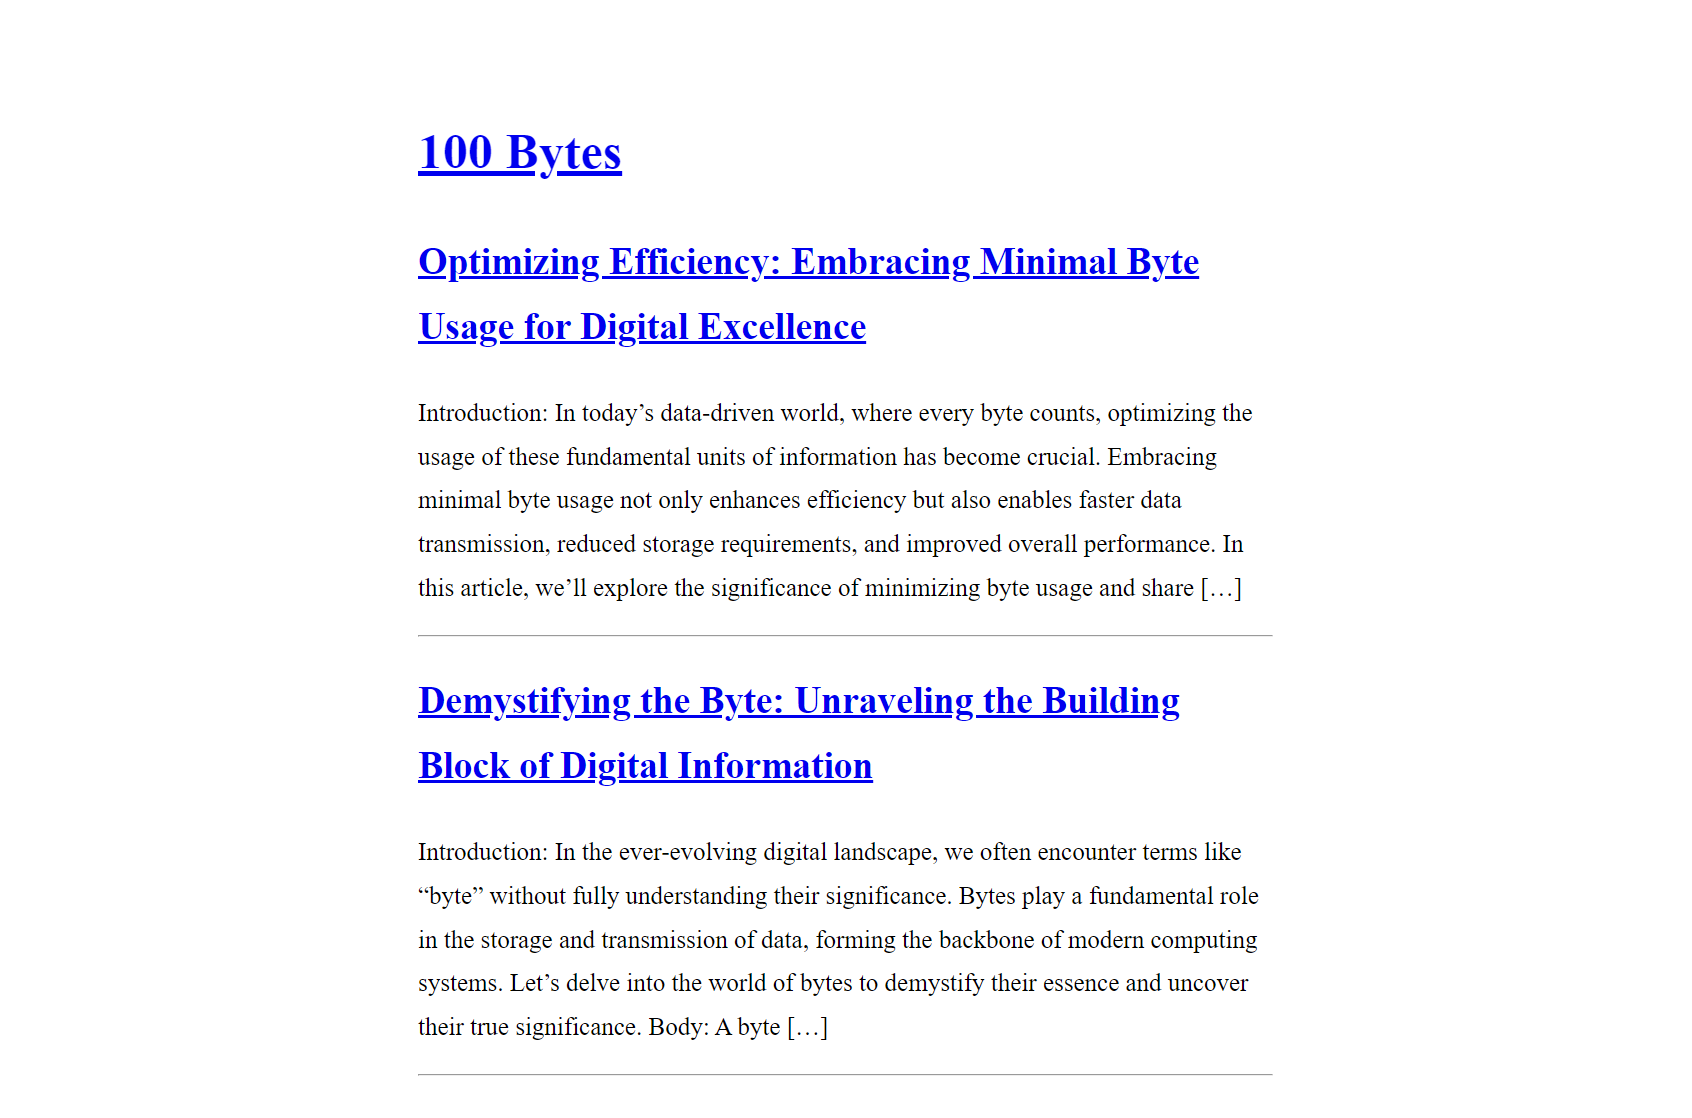 100 Bytes
Optimizing Efficiency: Embracing Minimal Byte
Usage for Digital Excellence
Introduction: In today’s data-driven world, where every byte counts, optimizing the
usage of these fundamental units of information has become crucial. Embracing
minimal byte usage not only enhances efficiency but also enables faster data
transmission, reduced storage requirements, and improved overall performance. In
this article, we’ll explore the significance of minimizing byte usage and share […]
Demystifying the Byte: Unraveling the Building
Block of Digital Information
Introduction: In the ever-evolving digital landscape, we often encounter terms like
“byte” without fully understanding their significance. Bytes play a fundamental role
in the storage and transmission of data, forming the backbone of modern computing
systems. Let’s delve into the world of bytes to demystify their essence and uncover
their true significance. Body: A byte […]